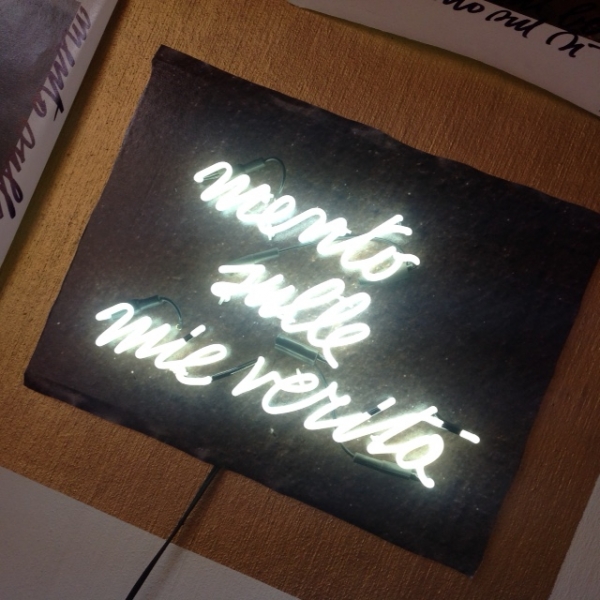 mento
sulle
mie verità